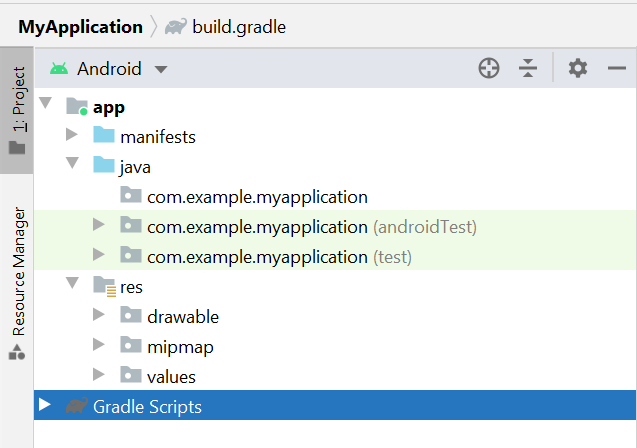 MyApplication build.gradle
1: Project
Android
app
manifests
java
com.example.myapplication
com.example.myapplication (androidTest)
com.example.myapplication (test)
res
drawable
mipmap
values
Gradle Scripts
Resource Manager